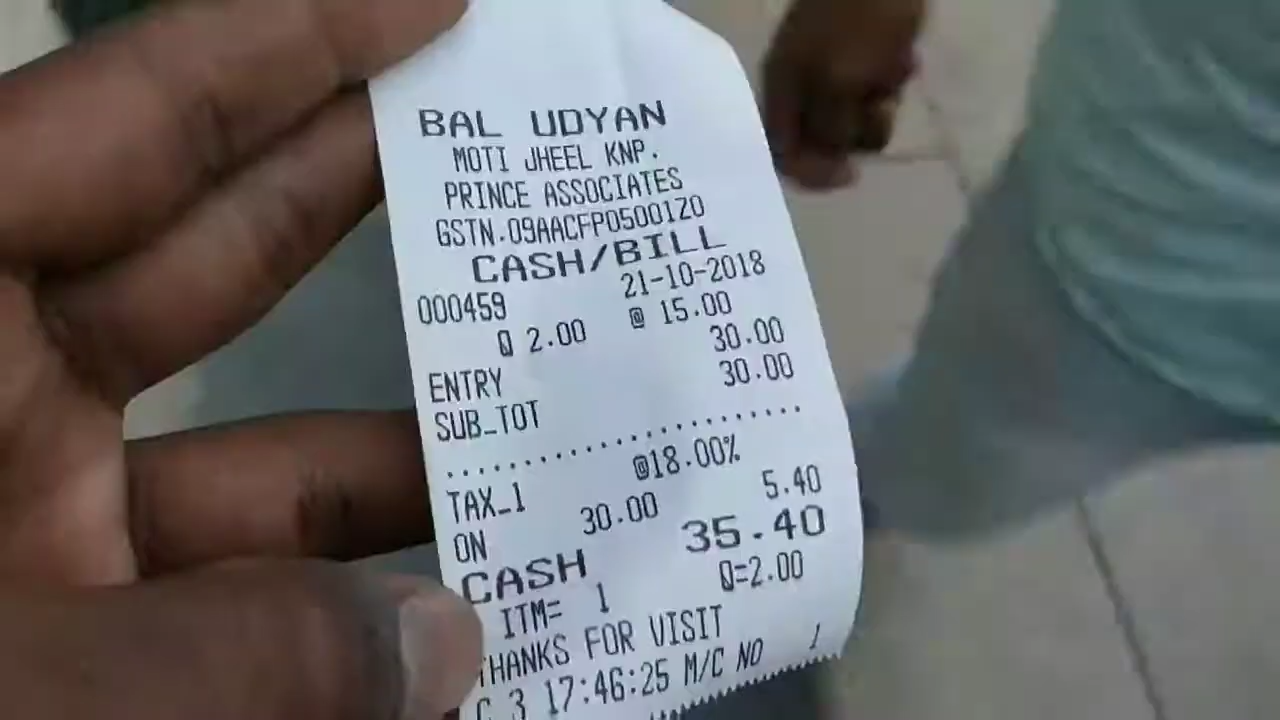 BAL UDYAN
MOTI JHEEL KNP.
PRINCE ASSOCIATES
GSTN.09AACFP05001Z0
CASH/BILL
000459 21-10-2018
Q 2.00 @ 15.00
ENTRY 30.00
SUB_TOT 30.00
........................
TAX_1 @18.00%
ON 30.00 5.40
CASH 35.40
ITM= 1 Q=2.00
THANKS FOR VISIT
C 3 17:46:25 M/C NO 1